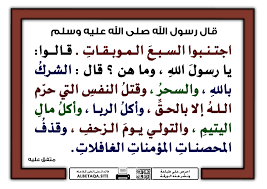 قال رسول الله صلى الله عليه وسلم
اجتنبوا السبعَ الموبقاتِ . قالوا:
يا رسولَ اللهِ ، وما هن ؟ قال : الشركُ
باللهِ ، والسحرُ ، وقتلُ النفسِ التي حرّم
اللهُ إلا بالحقِّ ، وأكلُ الربا ، وأكلُ مالِ
اليتيمِ ، والتولي يومَ الزحفِ ، وقذفُ
المحصناتِ المؤمناتِ الغافلاتِ.
متفق عليه
ALBETAQA.SITE